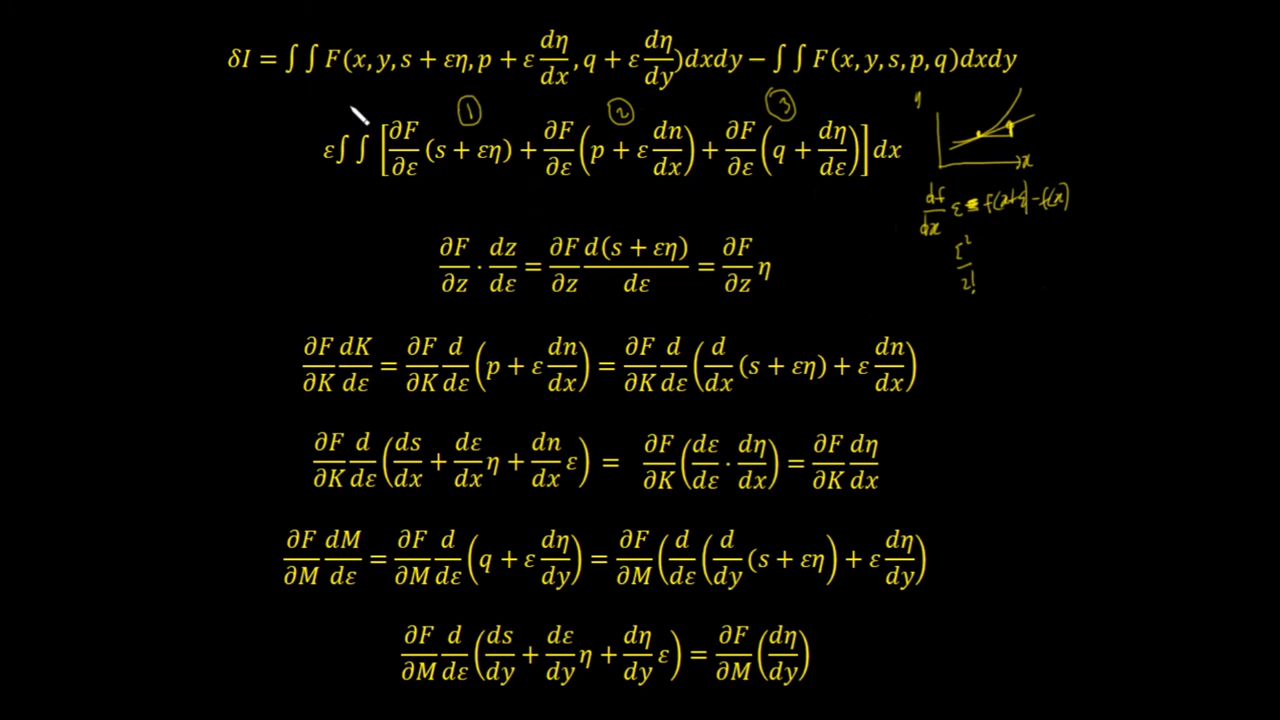 δI = ∫ ∫ F(x, y, s + εη, p + ε dη/dx, q + ε dη/dy)dxdy − ∫ ∫ F(x, y, s, p, q)dxdy
① ② ③
ε∫ ∫ [∂F/∂ε (s + εη) + ∂F/∂ε (p + ε dn/dx) + ∂F/∂ε (q + dη/dε)] dx
x
df/dx ε = f(x+ε) - f(x)
2!
∂F/∂z · dz/dε = ∂F/∂z d(s + εη)/dε = ∂F/∂z η
∂F/∂K dK/dε = ∂F/∂K d/dε (p + ε dn/dx) = ∂F/∂K d/dε (d/dx (s + εη) + ε dn/dx)
∂F/∂K d/dε (ds/dx + dε/dx η + dn/dx ε) = ∂F/∂K (dε/dε · dη/dx) = ∂F/∂K dη/dx
∂F/∂M dM/dε = ∂F/∂M d/dε (q + ε dη/dy) = ∂F/∂M (d/dε (d/dy (s + εη) + ε dη/dy)
∂F/∂M d/dε (ds/dy + dε/dy η + dη/dy ε) = ∂F/∂M (dη/dy)